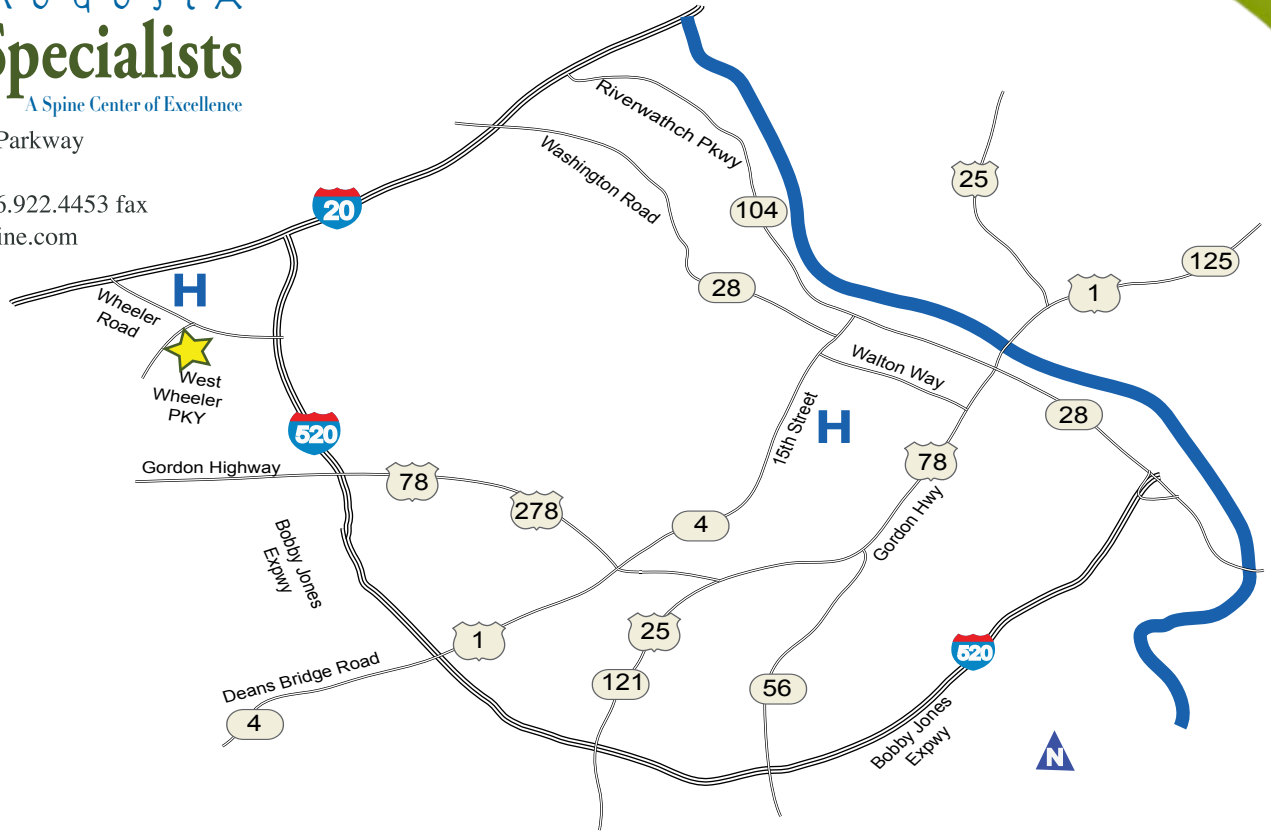 AUGUSTA
Specialists
A Spine Center of Excellence
Parkway
6.922.4453 fax
ine.com
Riverwathch Pkwy
Washington Road
25
20
104
125
H
28
1
Wheeler
Road
Walton Way
West
Wheeler
PKY
15th Street
H
28
520
Gordon Highway
78
78
278
4
Gordon Hwy
Bobby Jones
Expwy
1
25
520
Deans Bridge Road
121
56
4
Bobby Jones
Expwy
N